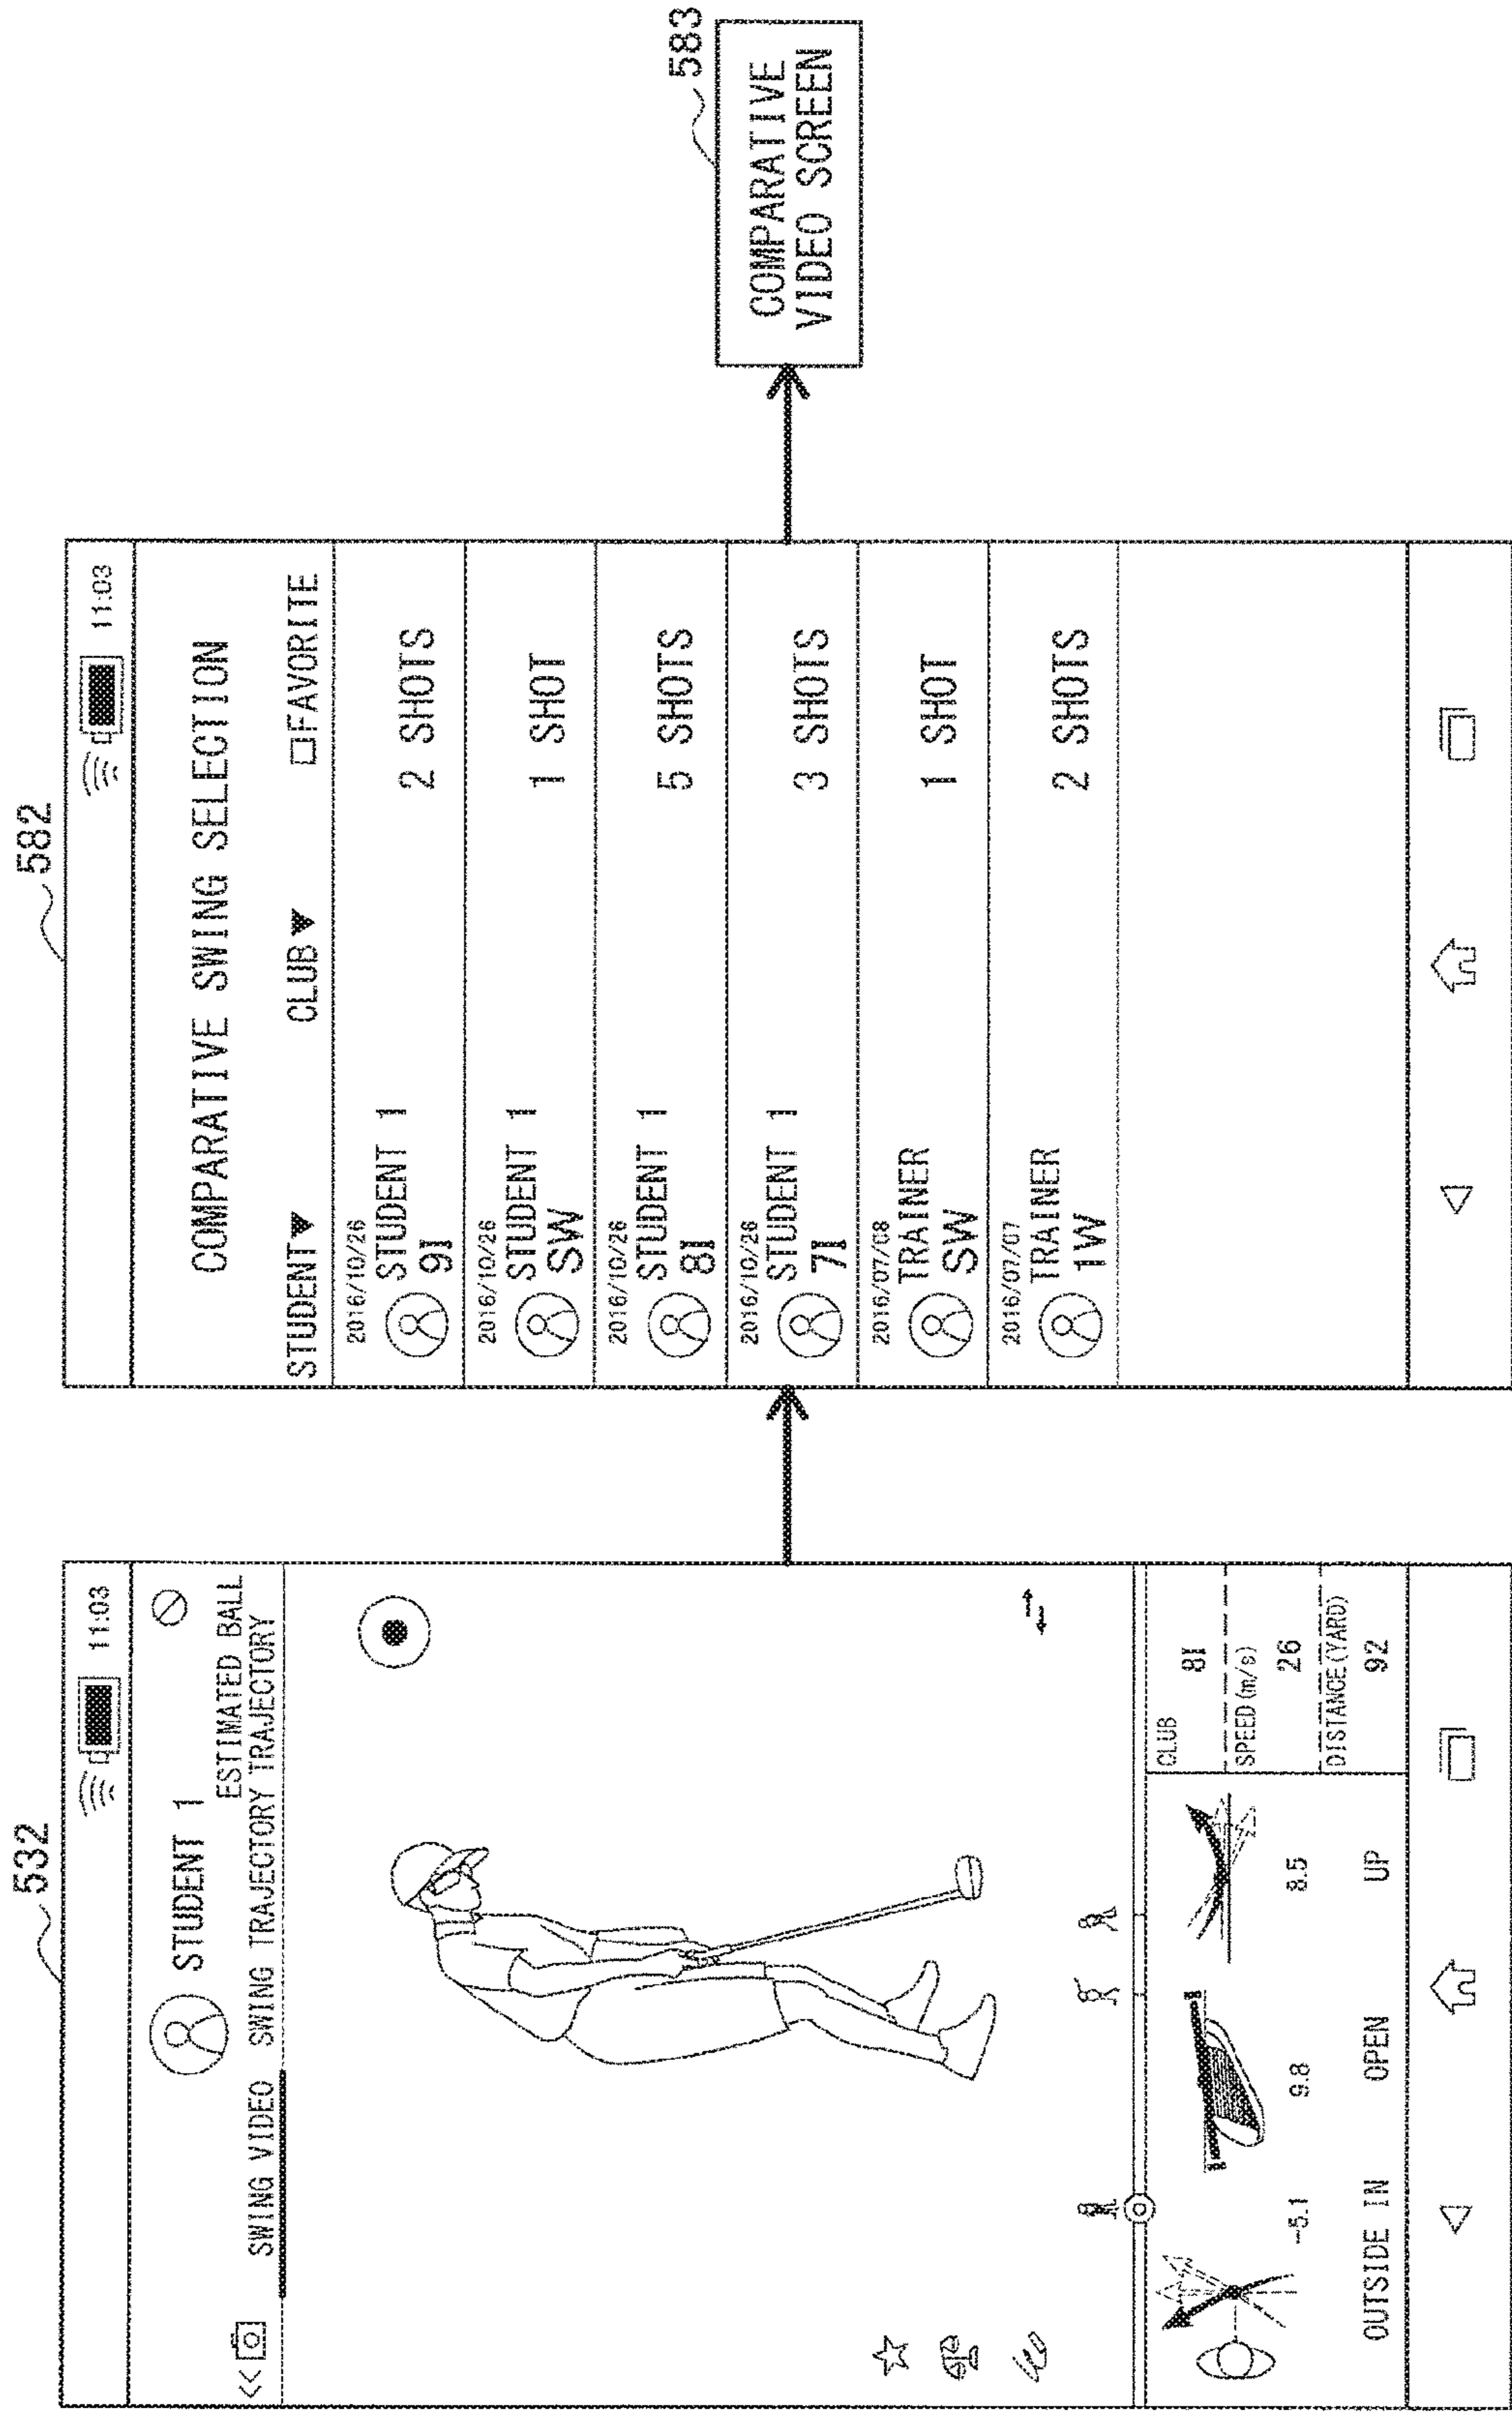 532
11:03
STUDENT 1
ESTIMATED BALL
SWING VIDEO SWING TRAJECTORY TRAJECTORY
<<
CLUB
8I
SPEED(m/s)
26
DISTANCE(YARD)
92
-5.1 9.8 8.5
OUTSIDE IN OPEN UP
582
11:03
COMPARATIVE SWING SELECTION
STUDENT▼ CLUB▼ □FAVORITE
2016/10/26
STUDENT 1
9I 2 SHOTS
2016/10/26
STUDENT 1
SW 1 SHOT
2016/10/26
STUDENT 1
8I 5 SHOTS
2016/10/26
STUDENT 1
7I 3 SHOTS
2016/07/08
TRAINER
SW 1 SHOT
2016/07/07
TRAINER
1W 2 SHOTS
583
COMPARATIVE
VIDEO SCREEN